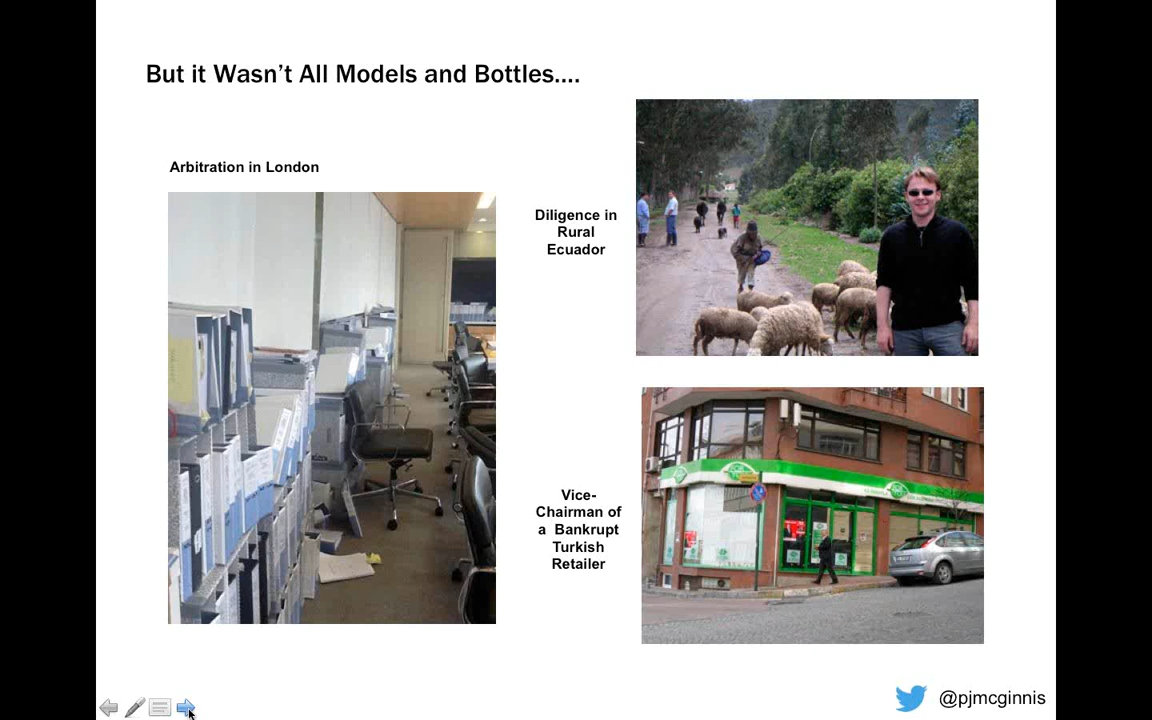 But it Wasn't All Models and Bottles....
Arbitration in London
Diligence in
Rural
Ecuador
Vice-
Chairman of
a Bankrupt
Turkish
Retailer
@pjmcginnis